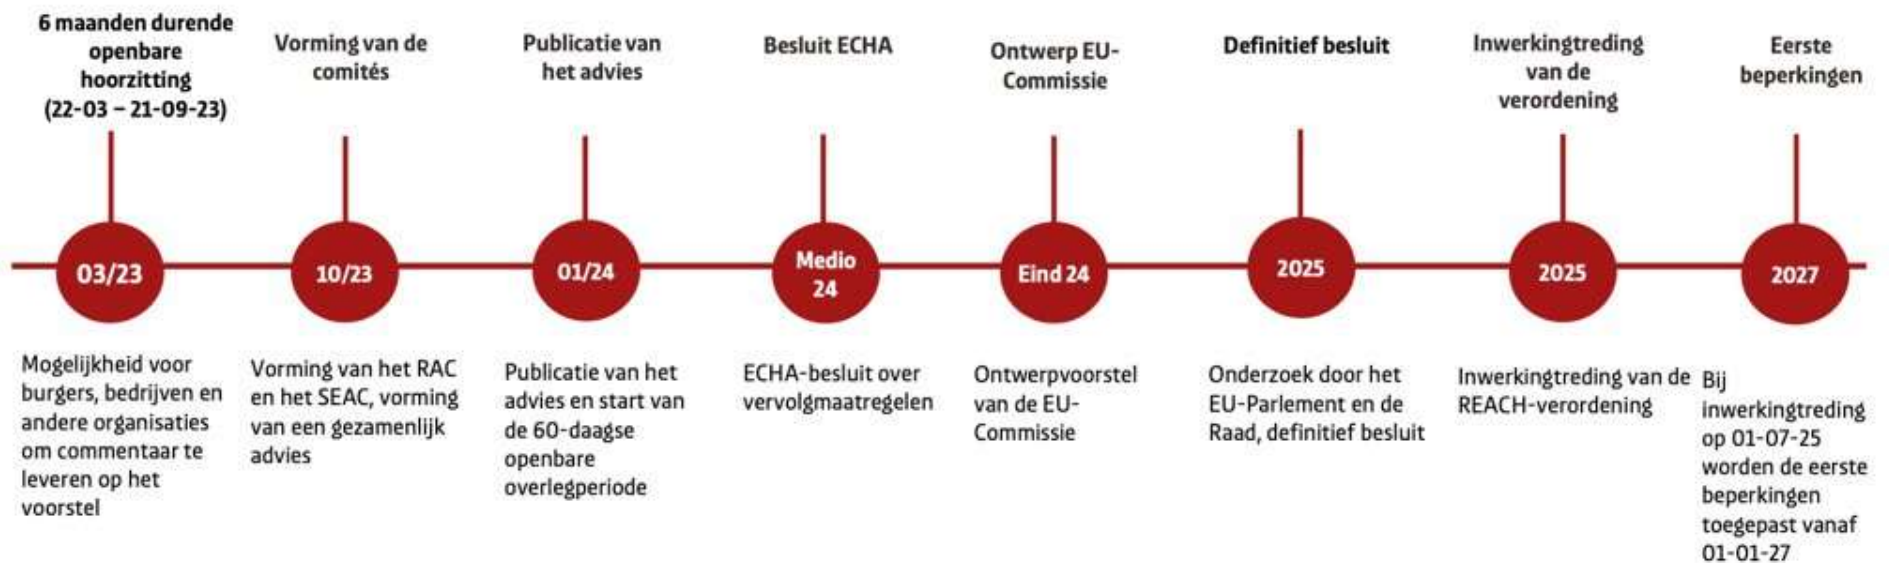 6 maanden durende
openbare
hoorzitting
(22-03 – 21-09-23)
Vorming van de
comités
Publicatie van
het advies
Besluit ECHA
Ontwerp EU-
Commissie
Definitief besluit
Inwerkingtreding
van de
verordening
Eerste
beperkingen
03/23
10/23
01/24
Medio
24
Eind 24
2025
2025
2027
Mogelijkheid voor
burgers, bedrijven en
andere organisaties
om commentaar te
leveren op het
voorstel
Vorming van het RAC
en het SEAC, vorming
van een gezamenlijk
advies
Publicatie van het
advies en start van
de 60-daagse
openbare
overlegperiode
ECHA-besluit over
vervolgmaatregelen
Ontwerpvoorstel
van de EU-
Commissie
Onderzoek door het
EU-Parlement en de
Raad, definitief besluit
Inwerkingtreding van de
REACH-verordening
Bij
inwerkingtreding
op 01-07-25
worden de eerste
beperkingen
toegepast vanaf
01-01-27